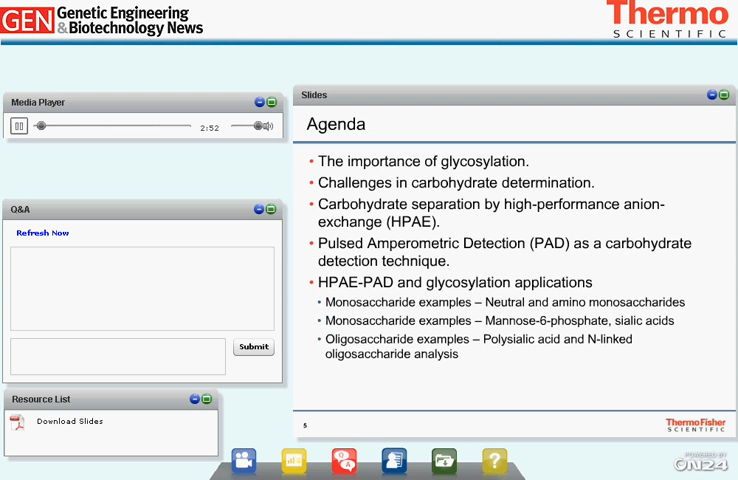 GEN Genetic Engineering
& Biotechnology News
Thermo
SCIENTIFIC
Media Player
2:52
Q&A
Refresh Now
Submit
Resource List
Download Slides
Slides
Agenda
• The importance of glycosylation.
• Challenges in carbohydrate determination.
• Carbohydrate separation by high-performance anion-
exchange (HPAE).
• Pulsed Amperometric Detection (PAD) as a carbohydrate
detection technique.
• HPAE-PAD and glycosylation applications
• Monosaccharide examples – Neutral and amino monosaccharides
• Monosaccharide examples – Mannose-6-phosphate, sialic acids
• Oligosaccharide examples – Polysialic acid and N-linked
oligosaccharide analysis
5
ThermoFisher
SCIENTIFIC
Q
A
?
POWERED BY
ON24